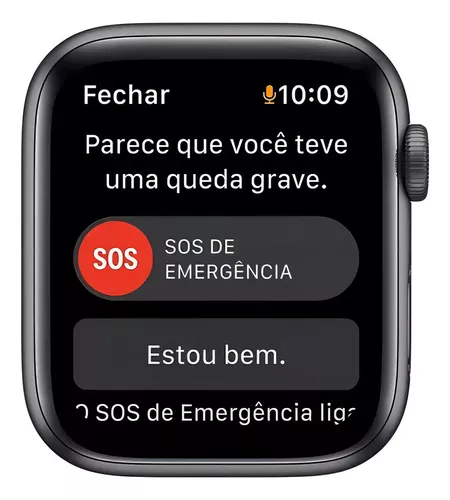 Fechar 10:09
Parece que você teve
uma queda grave.
SOS
SOS DE
EMERGÊNCIA
Estou bem.
O SOS de Emergência